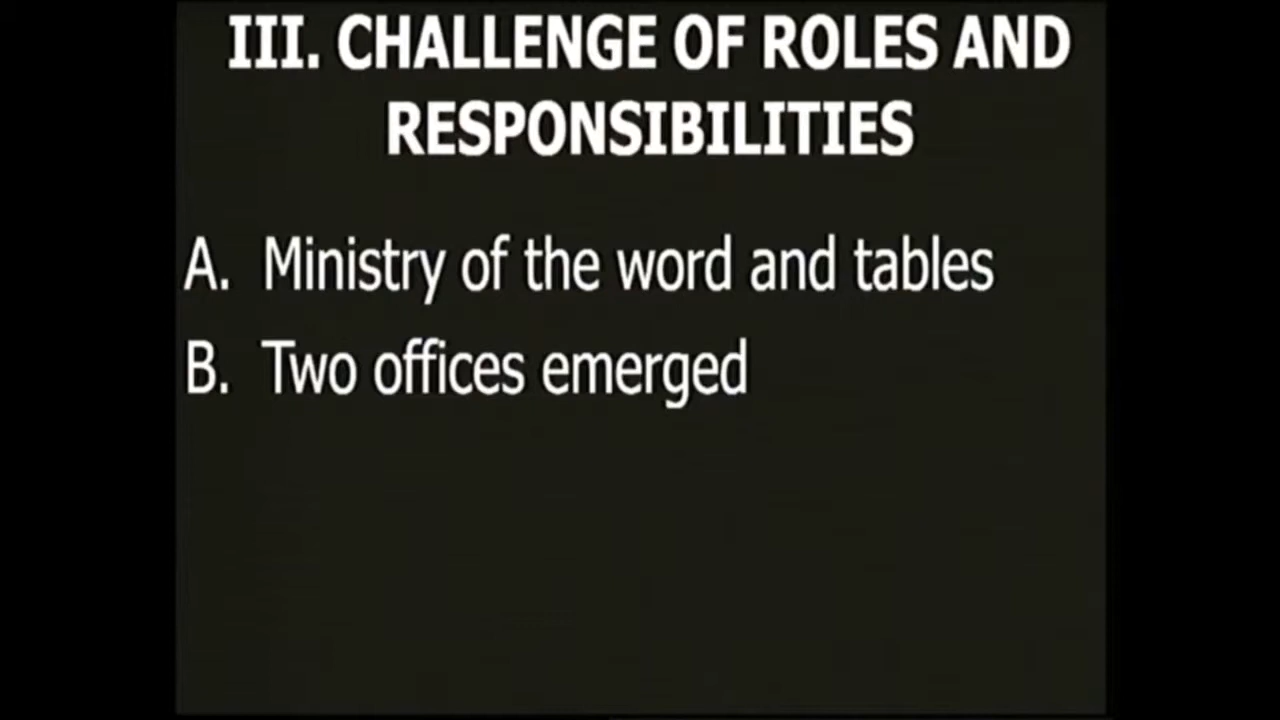 III. CHALLENGE OF ROLES AND
RESPONSIBILITIES
A. Ministry of the word and tables
B. Two offices emerged